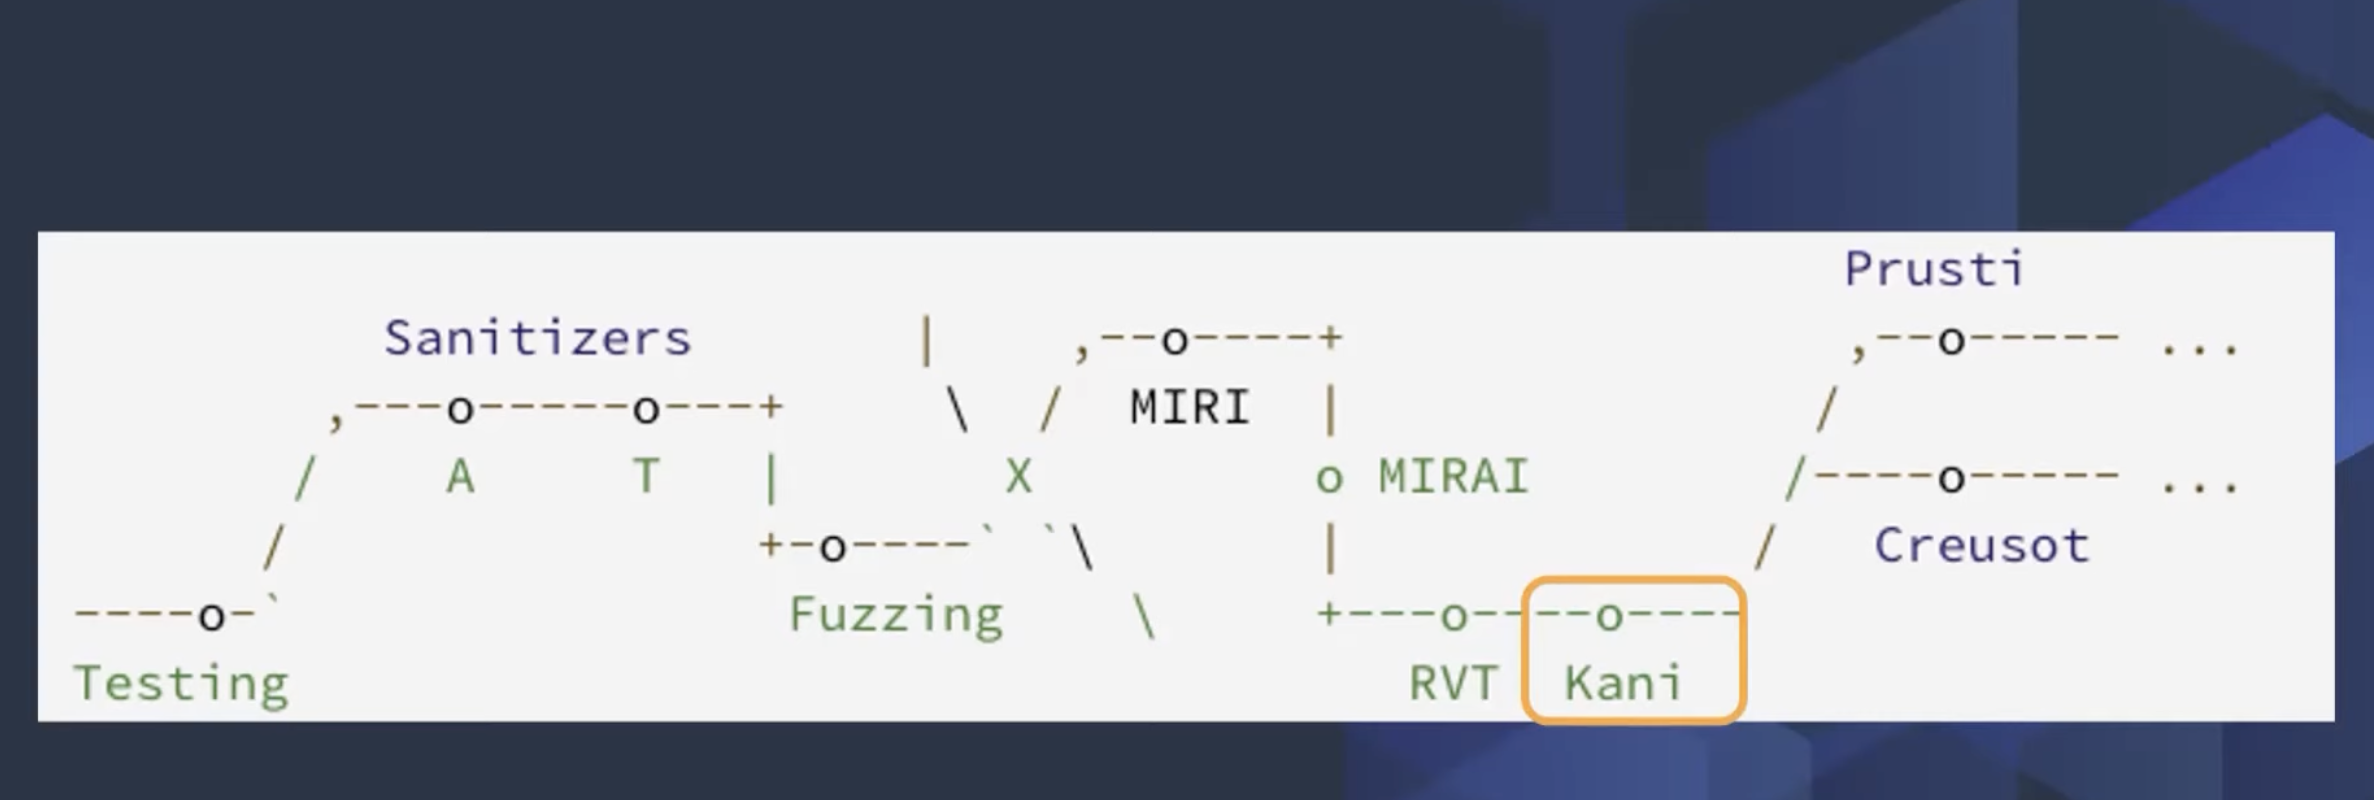 Prusti
          Sanitizers       |    ,--o----+                ,--o----- ...
        ,---o-----o---+     \  /  MIRI  |               /
       /    A     T   |       X         o MIRAI        /----o----- ...
      /               +-o----` `\       |             /  Creusot
----o-`                Fuzzing   \      +---o----o----
Testing                                    RVT  Kani